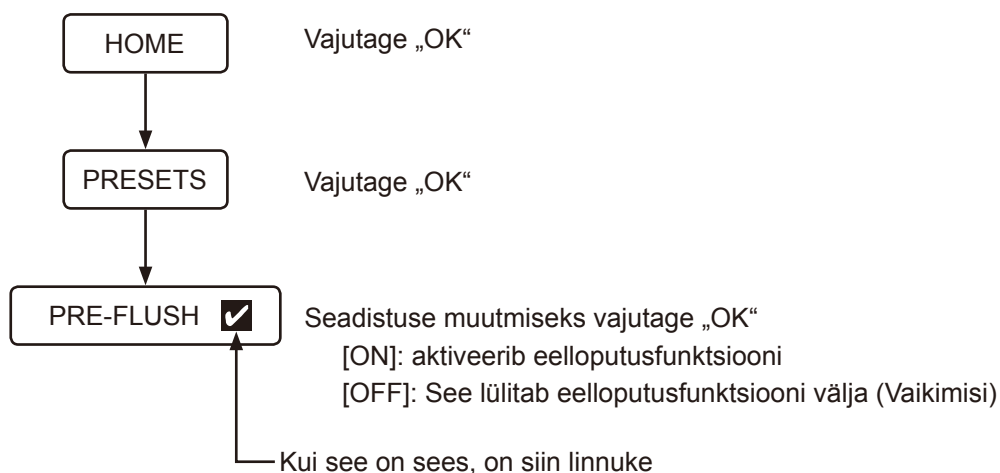 HOME
Vajutage „OK“
PRESETS
Vajutage „OK“
PRE-FLUSH ✔
Seadistuse muutmiseks vajutage „OK“
[ON]: aktiveerib eelloputusfunktsiooni
[OFF]: See lülitab eelloputusfunktsiooni välja (Vaikimisi)
Kui see on sees, on siin linnuke